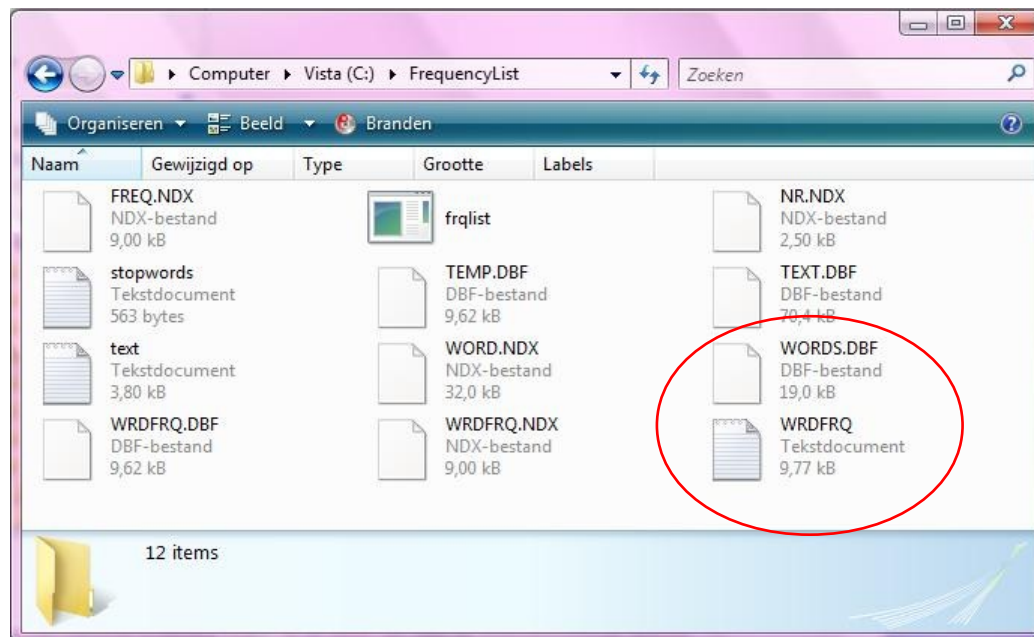 Computer Vista (C:) FrequencyList Zoeken
Organiseren Beeld Branden
Naam Gewijzigd op Type Grootte Labels
FREQ.NDX
NDX-bestand
9,00 kB
frqlist
NR.NDX
NDX-bestand
2,50 kB
stopwords
Tekstdocument
563 bytes
TEMP.DBF
DBF-bestand
9,62 kB
TEXT.DBF
DBF-bestand
70,4 kB
text
Tekstdocument
3,80 kB
WORD.NDX
NDX-bestand
32,0 kB
WORDS.DBF
DBF-bestand
19,0 kB
WRDFRQ.DBF
DBF-bestand
9,62 kB
WRDFRQ.NDX
NDX-bestand
9,00 kB
WRDFRQ
Tekstdocument
9,77 kB
12 items